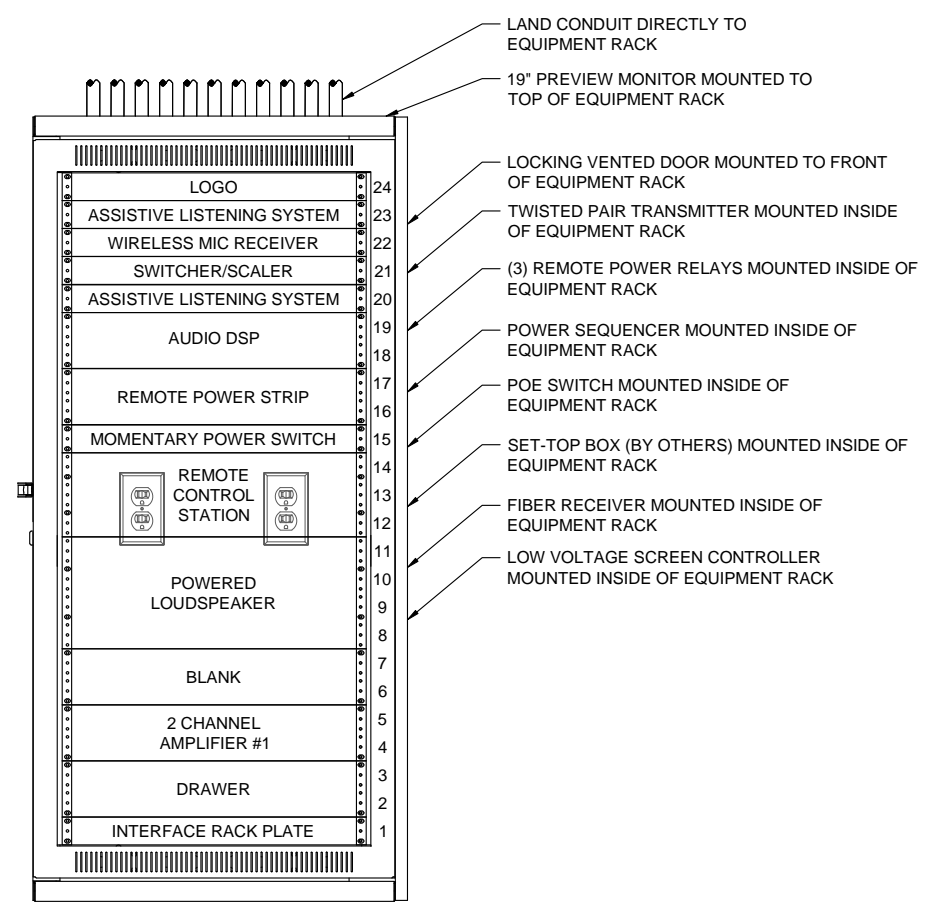 LAND CONDUIT DIRECTLY TO
EQUIPMENT RACK
19" PREVIEW MONITOR MOUNTED TO
TOP OF EQUIPMENT RACK
LOCKING VENTED DOOR MOUNTED TO FRONT
OF EQUIPMENT RACK
TWISTED PAIR TRANSMITTER MOUNTED INSIDE
OF EQUIPMENT RACK
(3) REMOTE POWER RELAYS MOUNTED INSIDE OF
EQUIPMENT RACK
POWER SEQUENCER MOUNTED INSIDE OF
EQUIPMENT RACK
POE SWITCH MOUNTED INSIDE OF
EQUIPMENT RACK
SET-TOP BOX (BY OTHERS) MOUNTED INSIDE OF
EQUIPMENT RACK
FIBER RECEIVER MOUNTED INSIDE OF
EQUIPMENT RACK
LOW VOLTAGE SCREEN CONTROLLER
MOUNTED INSIDE OF EQUIPMENT RACK
LOGO 24
ASSISTIVE LISTENING SYSTEM 23
WIRELESS MIC RECEIVER 22
SWITCHER/SCALER 21
ASSISTIVE LISTENING SYSTEM 20
19
AUDIO DSP
18
17
REMOTE POWER STRIP
16
MOMENTARY POWER SWITCH 15
14
REMOTE
CONTROL 13
STATION
12
11
10
POWERED
LOUDSPEAKER 9
8
7
BLANK
6
2 CHANNEL 5
AMPLIFIER #1 4
3
DRAWER
2
INTERFACE RACK PLATE 1